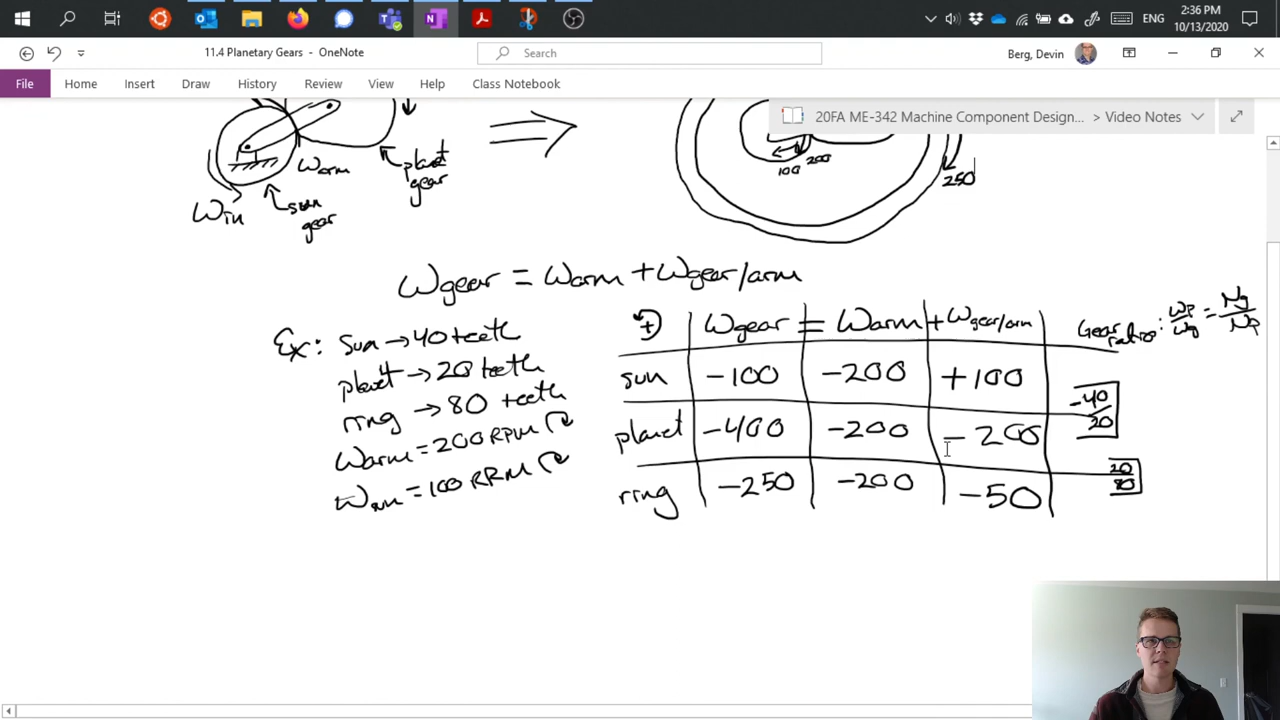 2:36 PM
ENG
10/13/2020
11.4 Planetary Gears - OneNote
Search
Berg, Devin
File
Home
Insert
Draw
History
Review
View
Help
Class Notebook
20FA ME-342 Machine Component Design... > Video Notes
ωarm
planet
gear
ωin
sun
gear
100
200
250
ωgear = ωarm + ωgear/arm
Ex: sun → 40 teeth
planet → 20 teeth
ring → 80 teeth
ωarm = 200 RPM
= 100 RPM
+ ωgear = ωarm + ωgear/arm
Gear ratio: ωp/ωg = Ng/Np
sun -100 -200 +100
-40/20
planet -400 -200 -200
20/80
ring -250 -200 -50